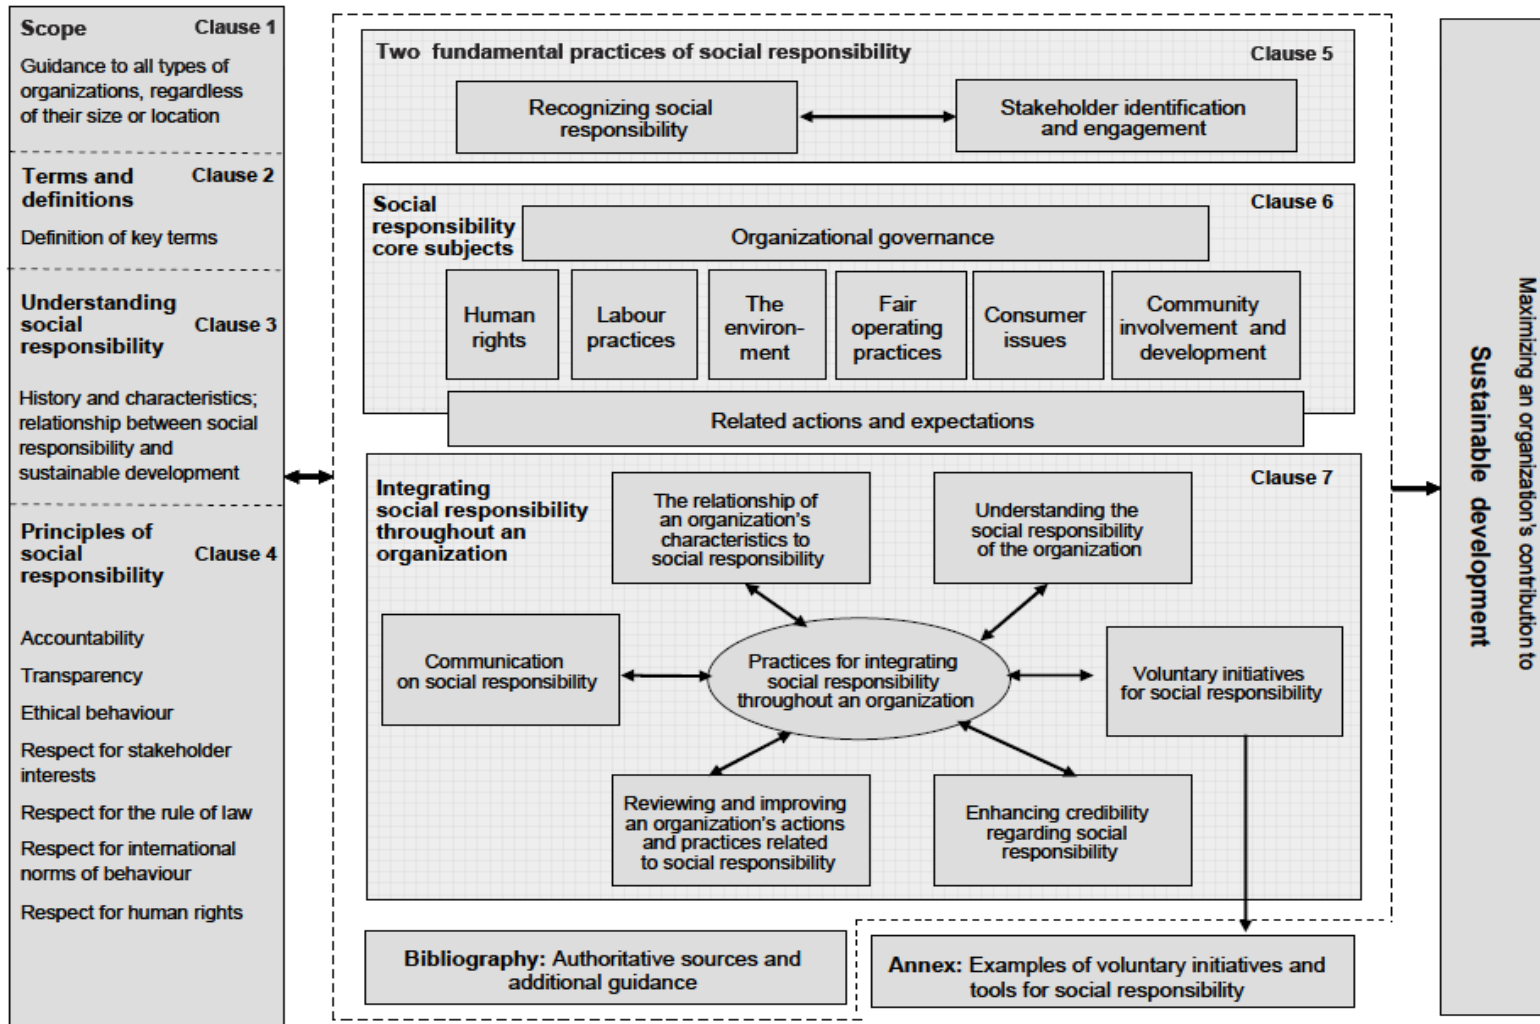 Scope Clause 1
Guidance to all types of
organizations, regardless
of their size or location
Terms and Clause 2
definitions
Definition of key terms
Understanding
social Clause 3
responsibility
History and characteristics;
relationship between social
responsibility and
sustainable development
Principles of
social Clause 4
responsibility
Accountability
Transparency
Ethical behaviour
Respect for stakeholder
interests
Respect for the rule of law
Respect for international
norms of behaviour
Respect for human rights
Two fundamental practices of social responsibility Clause 5
Recognizing social
responsibility
Stakeholder identification
and engagement
Social
responsibility
core subjects
Clause 6
Organizational governance
Human
rights
Labour
practices
The
environ-
ment
Fair
operating
practices
Consumer
issues
Community
involvement and
development
Related actions and expectations
Integrating
social responsibility
throughout an
organization
Clause 7
The relationship of
an organization's
characteristics to
social responsibility
Understanding the
social responsibility
of the organization
Communication
on social responsibility
Practices for integrating
social responsibility
throughout an organization
Voluntary initiatives
for social responsibility
Reviewing and improving
an organization's actions
and practices related
to social responsibility
Enhancing credibility
regarding social
responsibility
Bibliography: Authoritative sources and
additional guidance
Annex: Examples of voluntary initiatives and
tools for social responsibility
Maximizing an organization's contribution to
Sustainable development